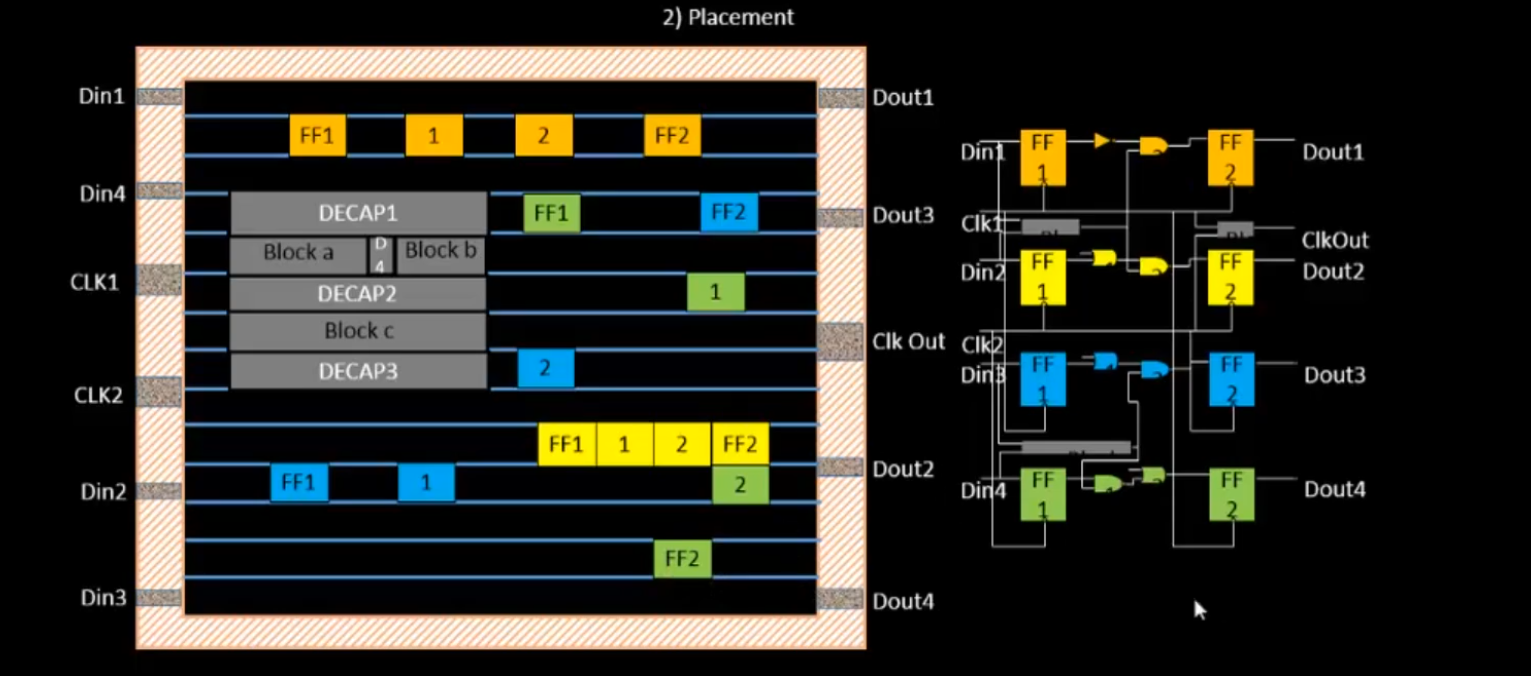 2) Placement
Din1
Dout1
FF1
1
2
FF2
Din4
DECAP1
FF1
FF2
Dout3
Block a
D
4
Block b
CLK1
DECAP2
1
Block c
Clk Out
DECAP3
2
CLK2
FF1
1
2
FF2
Dout2
FF1
1
2
Din2
FF2
Din3
Dout4
Din1
FF
1
FF
2
Dout1
Clk1
ClkOut
Din2
FF
1
FF
2
Dout2
Clk2
Din3
FF
1
FF
2
Dout3
Din4
FF
1
FF
2
Dout4